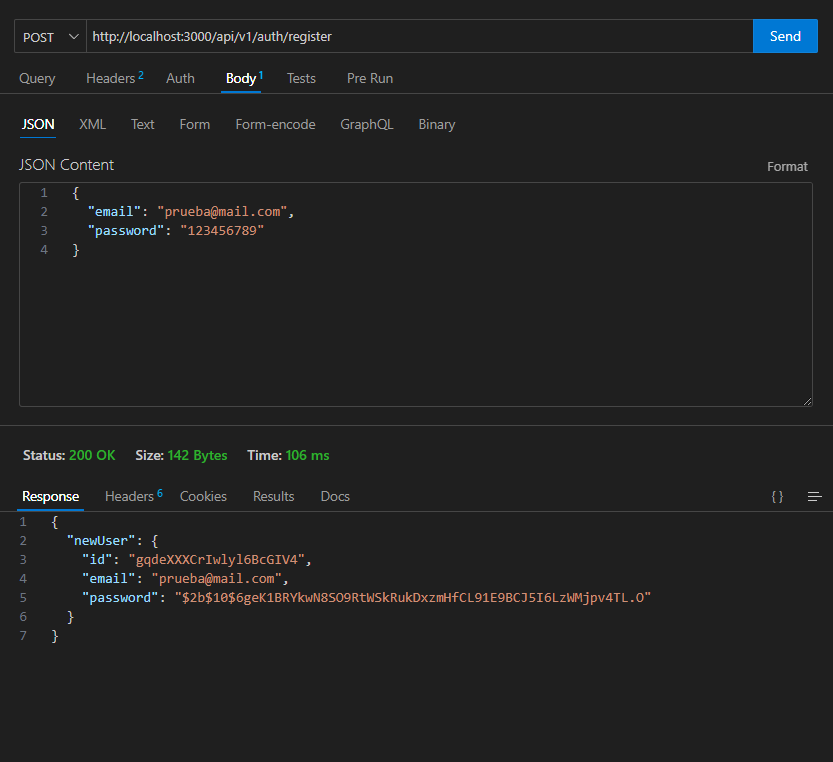 POST http://localhost:3000/api/v1/auth/register Send
Query Headers 2 Auth Body 1 Tests Pre Run
JSON XML Text Form Form-encode GraphQL Binary
JSON Content Format
1 {
2 "email": "prueba@mail.com",
3 "password": "123456789"
4 }
Status: 200 OK Size: 142 Bytes Time: 106 ms
Response Headers 6 Cookies Results Docs {}
1 {
2 "newUser": {
3 "id": "gqdeXXXCrIwlyl6BcGIV4",
4 "email": "prueba@mail.com",
5 "password": "$2b$10$6geK1BRYkwN8SO9RtWSkRukDxzmHfCL91E9BCJ5I6LzWMjpv4TL.O"
6 }
7 }